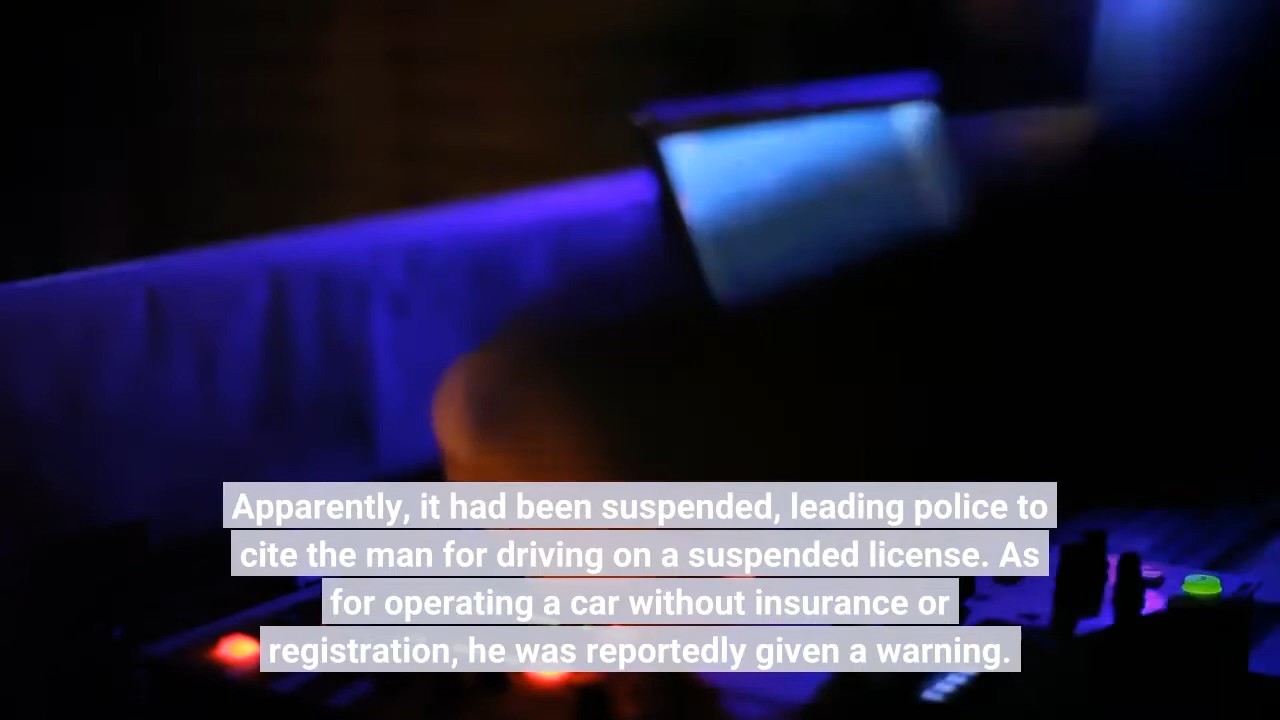 Apparently, it had been suspended, leading police to
cite the man for driving on a suspended license. As
for operating a car without insurance or
registration, he was reportedly given a warning.